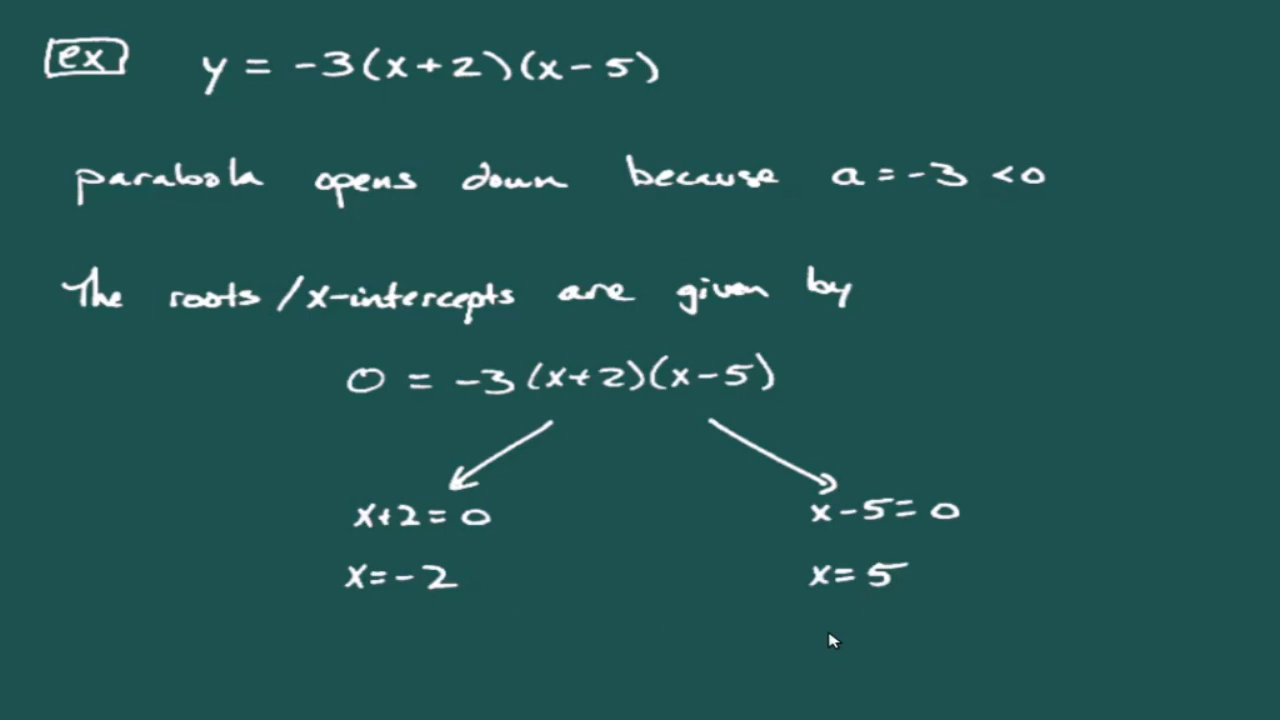 ex y = -3(x+2)(x-5)
parabola opens down because a = -3 < 0
The roots/x-intercepts are given by
0 = -3(x+2)(x-5)
x+2=0 x-5=0
x=-2 x=5